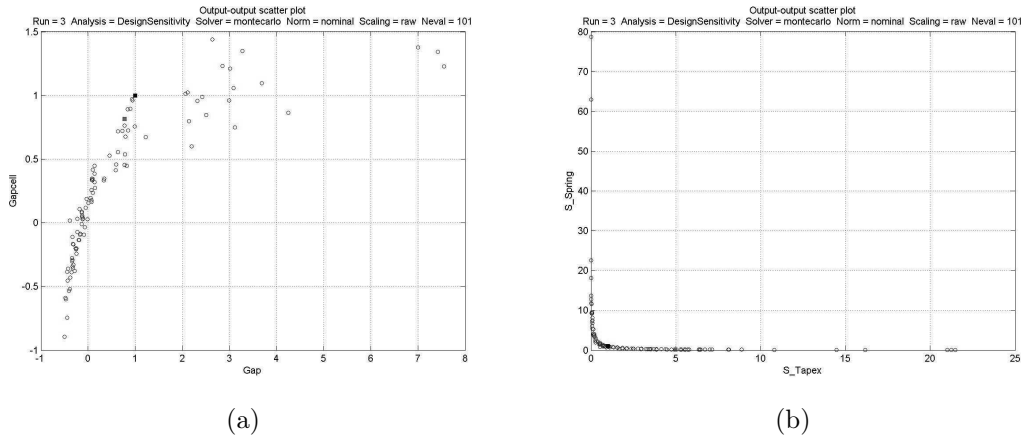 Output-output scatter plot
Run = 3 Analysis = DesignSensitivity Solver = montecarlo Norm = nominal Scaling = raw Neval = 101
1.5
1
0.5
0
-0.5
-1
Gapcell
-1 0 1 2 3 4 5 6 7 8
Gap
(a)
Output-output scatter plot
Run = 3 Analysis = DesignSensitivity Solver = montecarlo Norm = nominal Scaling = raw Neval = 101
80
70
60
50
40
30
20
10
0
S_Spring
0 5 10 15 20 25
S_Tapex
(b)